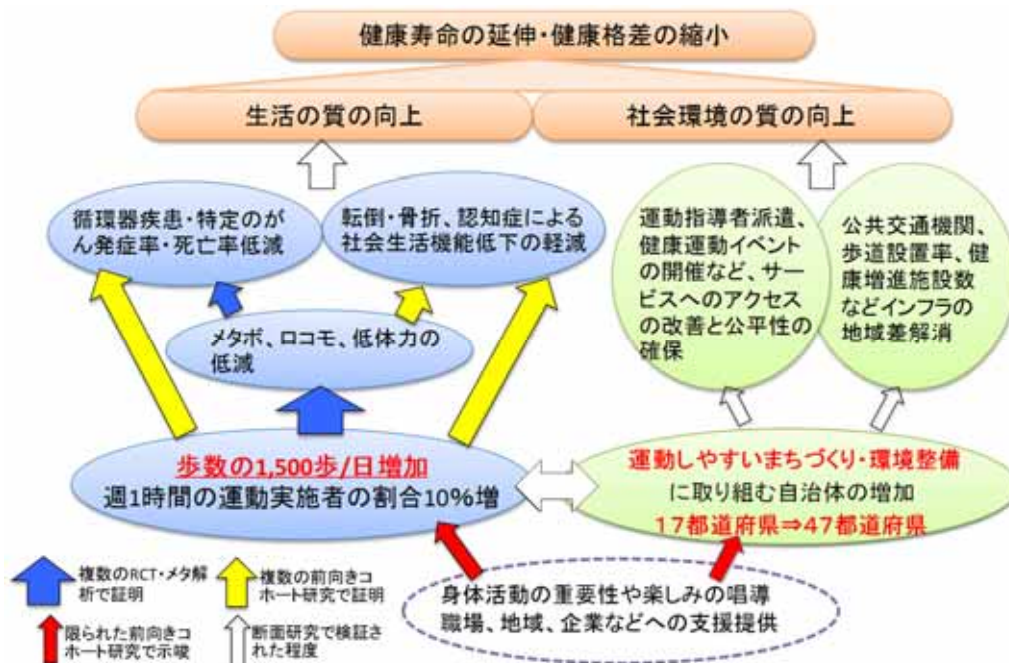 健康寿命の延伸・健康格差の縮小
生活の質の向上
社会環境の質の向上
循環器疾患・特定のが
ん発症率・死亡率低減
転倒・骨折、認知症による
社会生活機能低下の軽減
運動指導者派遣、
健康運動イベント
の開催など、サー
ビスへのアクセス
の改善と公平性の
確保
公共交通機関、
歩道設置率、健
康増進施設数
などインフラの
地域差解消
メタボ、ロコモ、低体力の
低減
歩数の1,500歩/日増加
週1時間の運動実施者の割合10%増
運動しやすいまちづくり・環境整備
に取り組む自治体の増加
17都道府県⇒47都道府県
身体活動の重要性や楽しみの唱導
職場、地域、企業などへの支援提供
複数のRCT・メタ解
析で証明
複数の前向きコ
ホート研究で証明
限られた前向きコ
ホート研究で示唆
断面研究で検証さ
れた程度